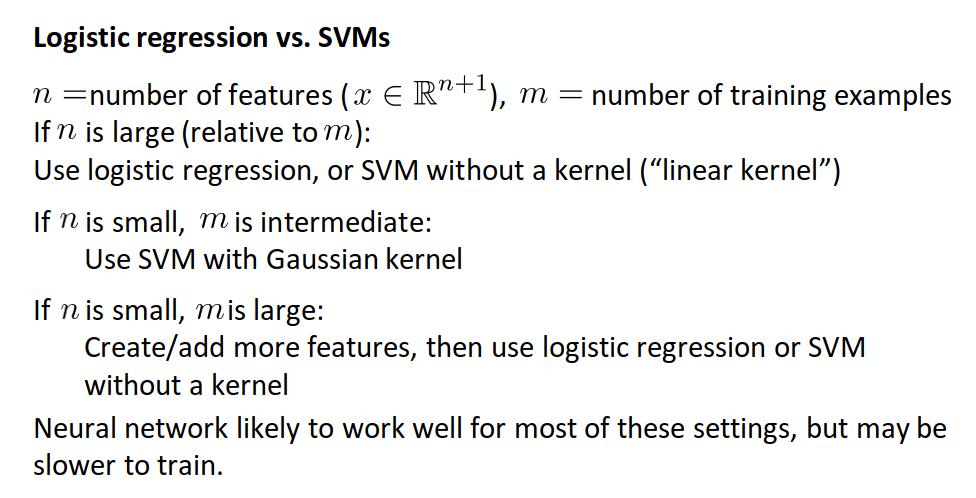 Logistic regression vs. SVMs
n =number of features (x ∈ ℝⁿ⁺¹), m = number of training examples
If n is large (relative to m):
Use logistic regression, or SVM without a kernel (“linear kernel”)
If n is small, m is intermediate:
Use SVM with Gaussian kernel
If n is small, m is large:
Create/add more features, then use logistic regression or SVM
without a kernel
Neural network likely to work well for most of these settings, but may be
slower to train.